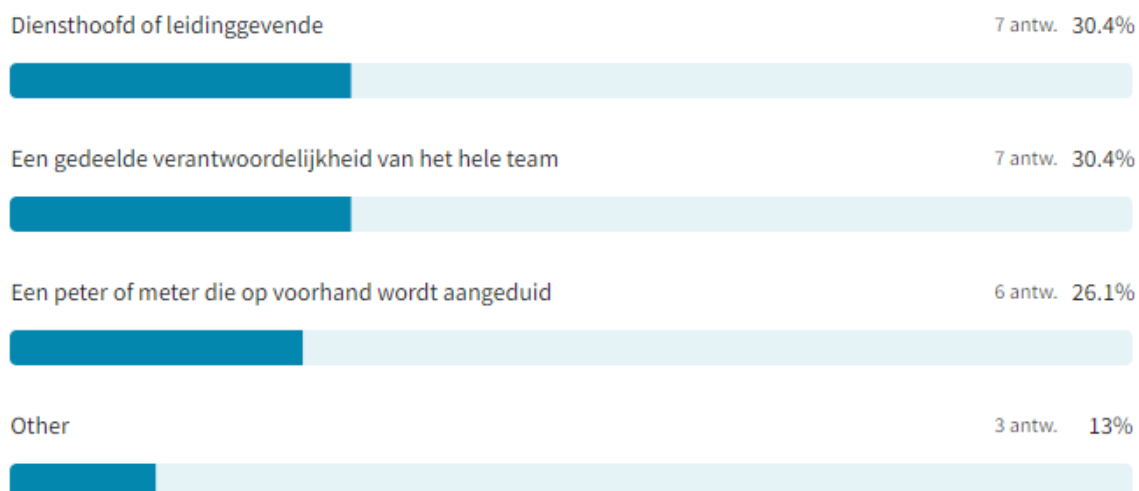 Diensthoofd of leidinggevende 7 antw. 30.4%
Een gedeelde verantwoordelijkheid van het hele team 7 antw. 30.4%
Een peter of meter die op voorhand wordt aangeduid 6 antw. 26.1%
Other 3 antw. 13%